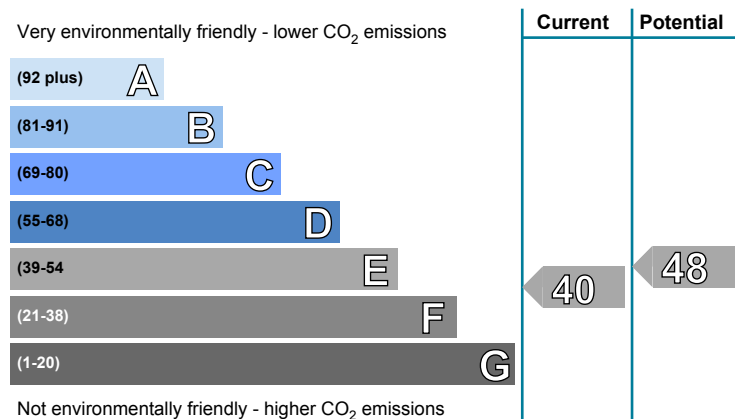 Very environmentally friendly - lower CO₂ emissions
Current
Potential
(92 plus) A
(81-91) B
(69-80) C
(55-68) D
(39-54 E
(21-38) F
(1-20) G
40
48
Not environmentally friendly - higher CO₂ emissions